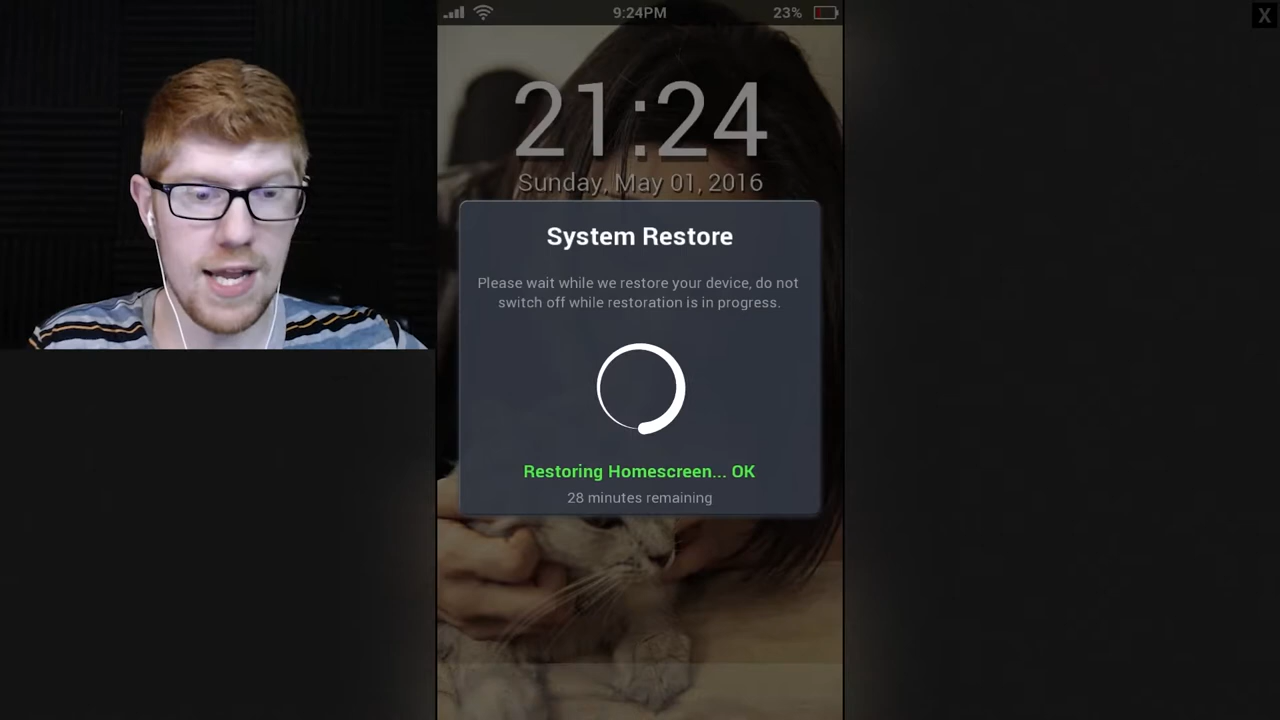 9:24PM
23%
X
21:24
Sunday, May 01, 2016
System Restore
Please wait while we restore your device, do not
switch off while restoration is in progress.
Restoring Homescreen... OK
28 minutes remaining